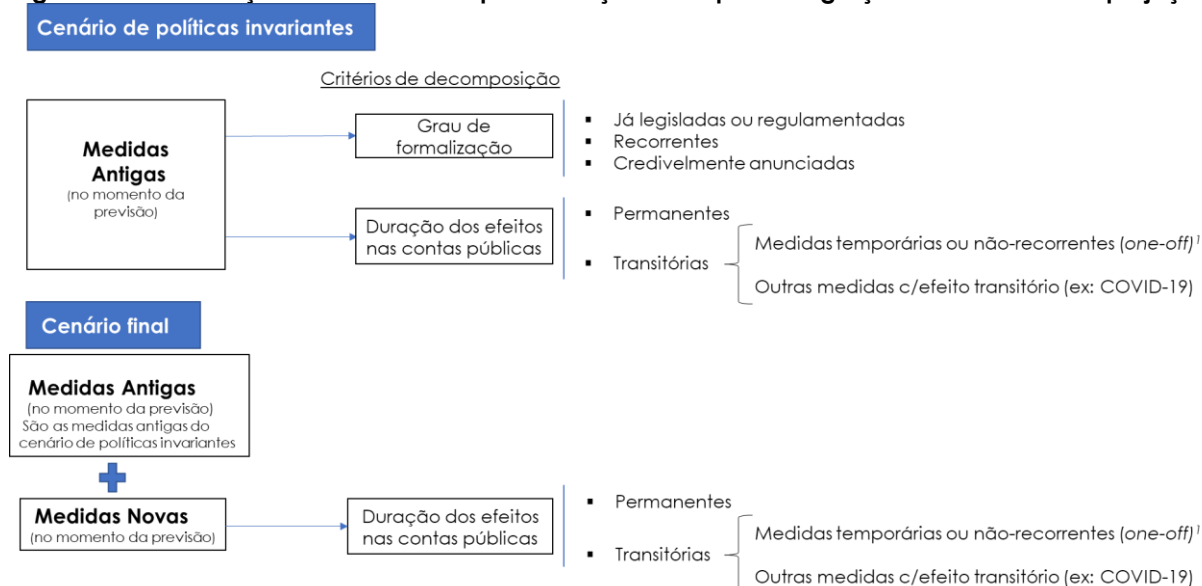 Cenário de políticas invariantes
Critérios de decomposição
Medidas
Antigas
(no momento da
previsão)
Grau de
formalização
▪ Já legisladas ou regulamentadas
▪ Recorrentes
▪ Credivelmente anunciadas
Duração dos efeitos
nas contas públicas
▪ Permanentes
▪ Transitórias
Medidas temporárias ou não-recorrentes (one-off)¹
Outras medidas c/efeito transitório (ex: COVID-19)
Cenário final
Medidas Antigas
(no momento da previsão)
São as medidas antigas do
cenário de políticas invariantes
Medidas Novas
(no momento da previsão)
Duração dos efeitos
nas contas públicas
▪ Permanentes
▪ Transitórias
Medidas temporárias ou não-recorrentes (one-off)¹
Outras medidas c/efeito transitório (ex: COVID-19)